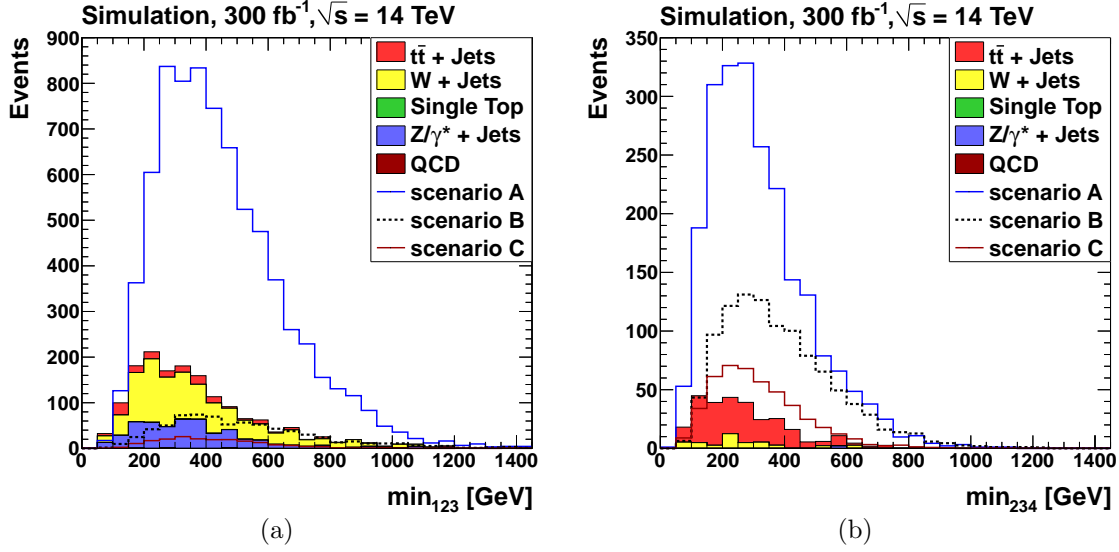 Simulation, 300 fb⁻¹,√s = 14 TeV
Events
900
800
700
600
500
400
300
200
100
0
0 200 400 600 800 1000 1200 1400
min₁₂₃ [GeV]
tt̄ + Jets
W + Jets
Single Top
Z/γ* + Jets
QCD
scenario A
scenario B
scenario C
(a)
Simulation, 300 fb⁻¹,√s = 14 TeV
Events
350
300
250
200
150
100
50
0
0 200 400 600 800 1000 1200 1400
min₂₃₄ [GeV]
tt̄ + Jets
W + Jets
Single Top
Z/γ* + Jets
QCD
scenario A
scenario B
scenario C
(b)